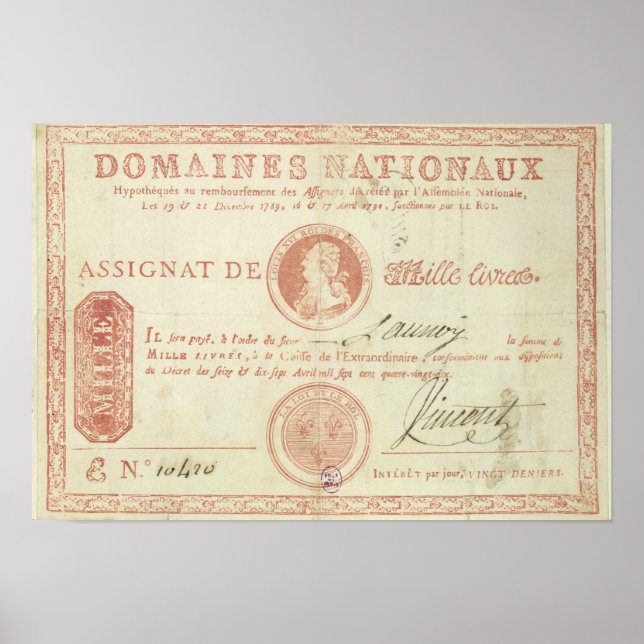 DOMAINES NATIONAUX
Hypothéqués au remboursement des Assignats décrétés par l'Assemblée Nationale,
Les 19 & 21 Décembre 1789, 16 & 17 Avril 1790, sanctionnés par LE ROI.
LOUIS XVI ROI DES FRANÇOIS
ASSIGNAT DE Mille livres.
MILLE
IL sera payé, à l'ordre du sieur Launoy la somme de
MILLE LIVRES, à la Caisse de l'Extraordinaire, conformément aux dispositions
du Décret des seize & dix-sept Avril mil sept cent quatre-vingt-dix.
LA LOI ET LE ROI
Vincent
C N.° 10420
INTÉRÊT par jour, VINGT DENIERS.